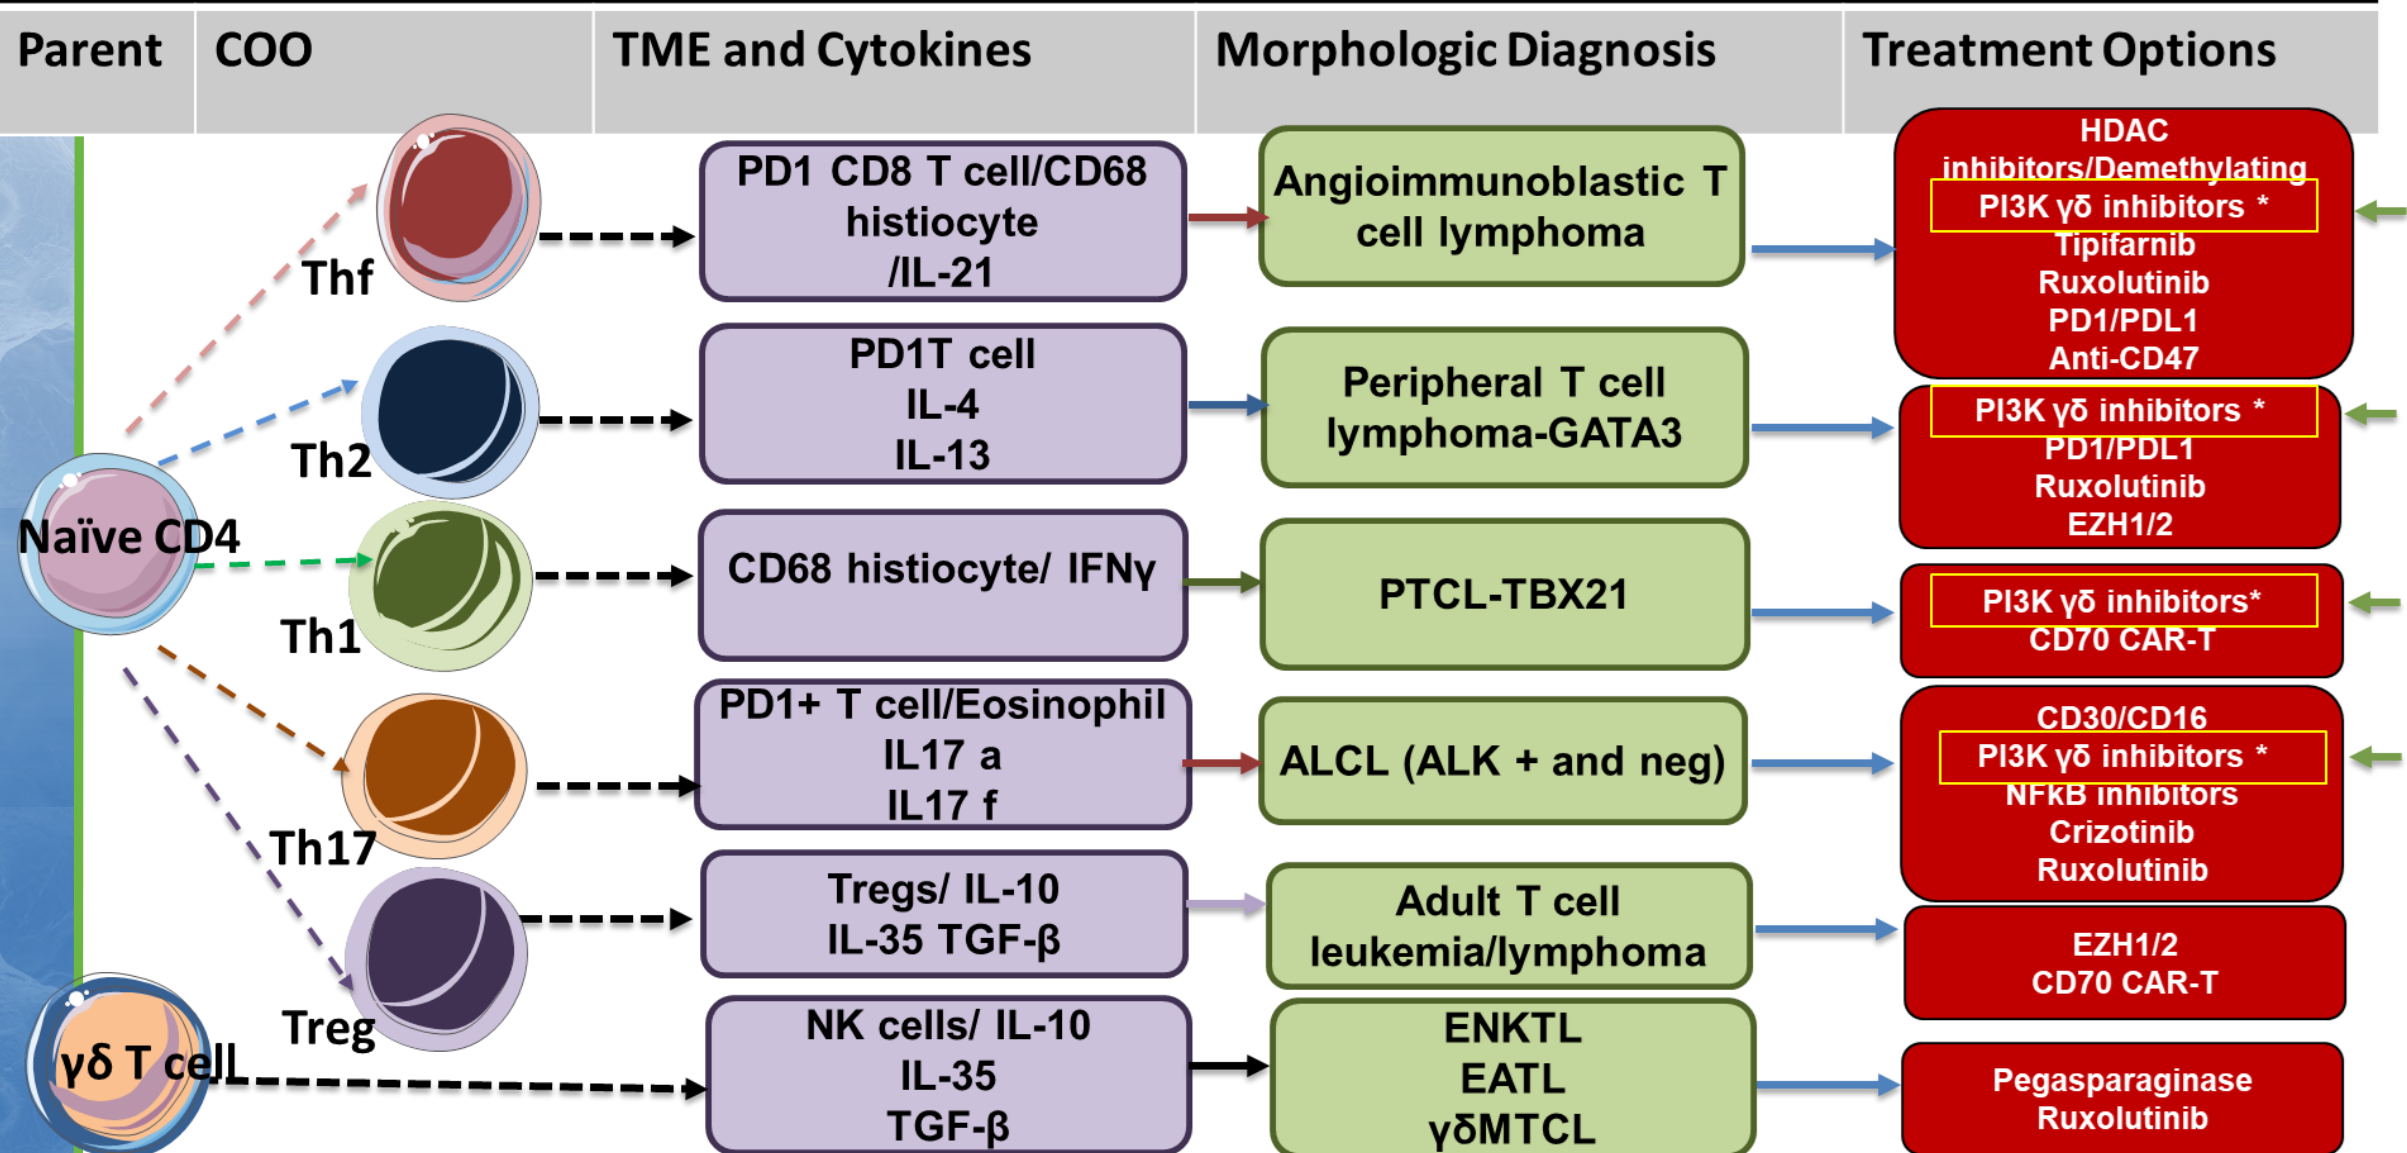 Parent
COO
TME and Cytokines
Morphologic Diagnosis
Treatment Options
Thf
PD1 CD8 T cell/CD68
histiocyte
/IL-21
Angioimmunoblastic T
cell lymphoma
HDAC
inhibitors/Demethylating
PI3K γδ inhibitors *
Tipifarnib
Ruxolutinib
PD1/PDL1
Anti-CD47
Th2
PD1T cell
IL-4
IL-13
Peripheral T cell
lymphoma-GATA3
PI3K γδ inhibitors *
PD1/PDL1
Ruxolutinib
EZH1/2
Naïve CD4
Th1
CD68 histiocyte/ IFNγ
PTCL-TBX21
PI3K γδ inhibitors*
CD70 CAR-T
Th17
PD1+ T cell/Eosinophil
IL17 a
IL17 f
ALCL (ALK + and neg)
CD30/CD16
PI3K γδ inhibitors *
NFkB inhibitors
Crizotinib
Ruxolutinib
Treg
Tregs/ IL-10
IL-35 TGF-β
Adult T cell
leukemia/lymphoma
EZH1/2
CD70 CAR-T
γδ T cell
NK cells/ IL-10
IL-35
TGF-β
ENKTL
EATL
γδMTCL
Pegasparaginase
Ruxolutinib